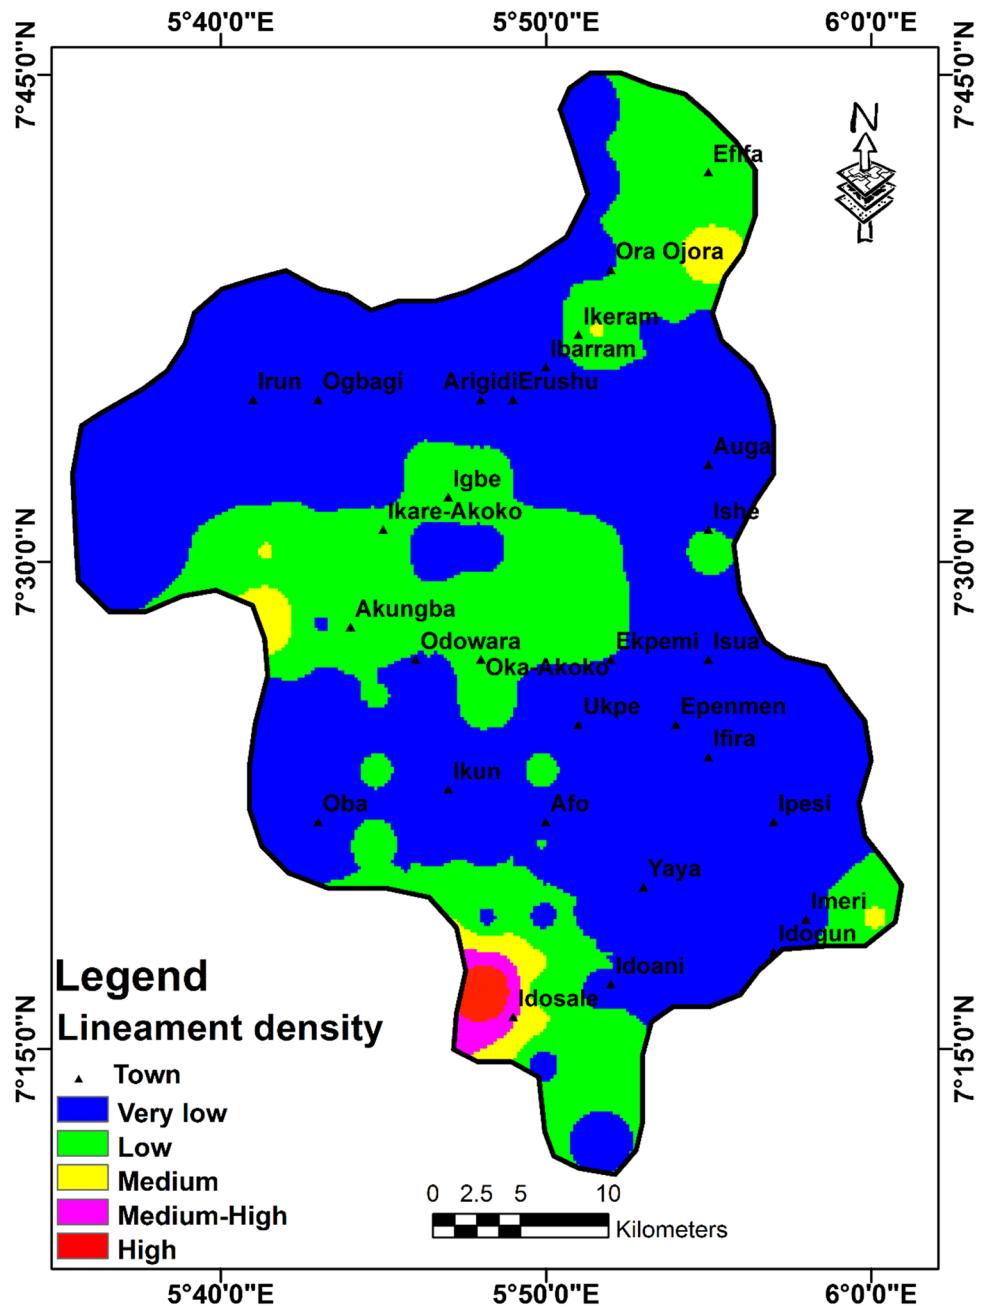 5°40'0"E 5°50'0"E 6°0'0"E
7°45'0"N 7°45'0"N
N
Efifa
Ora Ojora
Ikeram
Ibarram
Irun Ogbagi Arigidi Erushu
Auga
Igbe
Ikare-Akoko Ishe
7°30'0"N 7°30'0"N
Akungba
Odowara Ekpemi Isua
Oka-Akoko
Ukpe Epenmen
Ifira
Ikun
Oba Afo Ipesi
Yaya
Imeri
Idogun
Idoani
Idosale
7°15'0"N 7°15'0"N
Legend
Lineament density
Town
Very low
Low
Medium
Medium-High
High
0 2.5 5 10
Kilometers
5°40'0"E 5°50'0"E 6°0'0"E